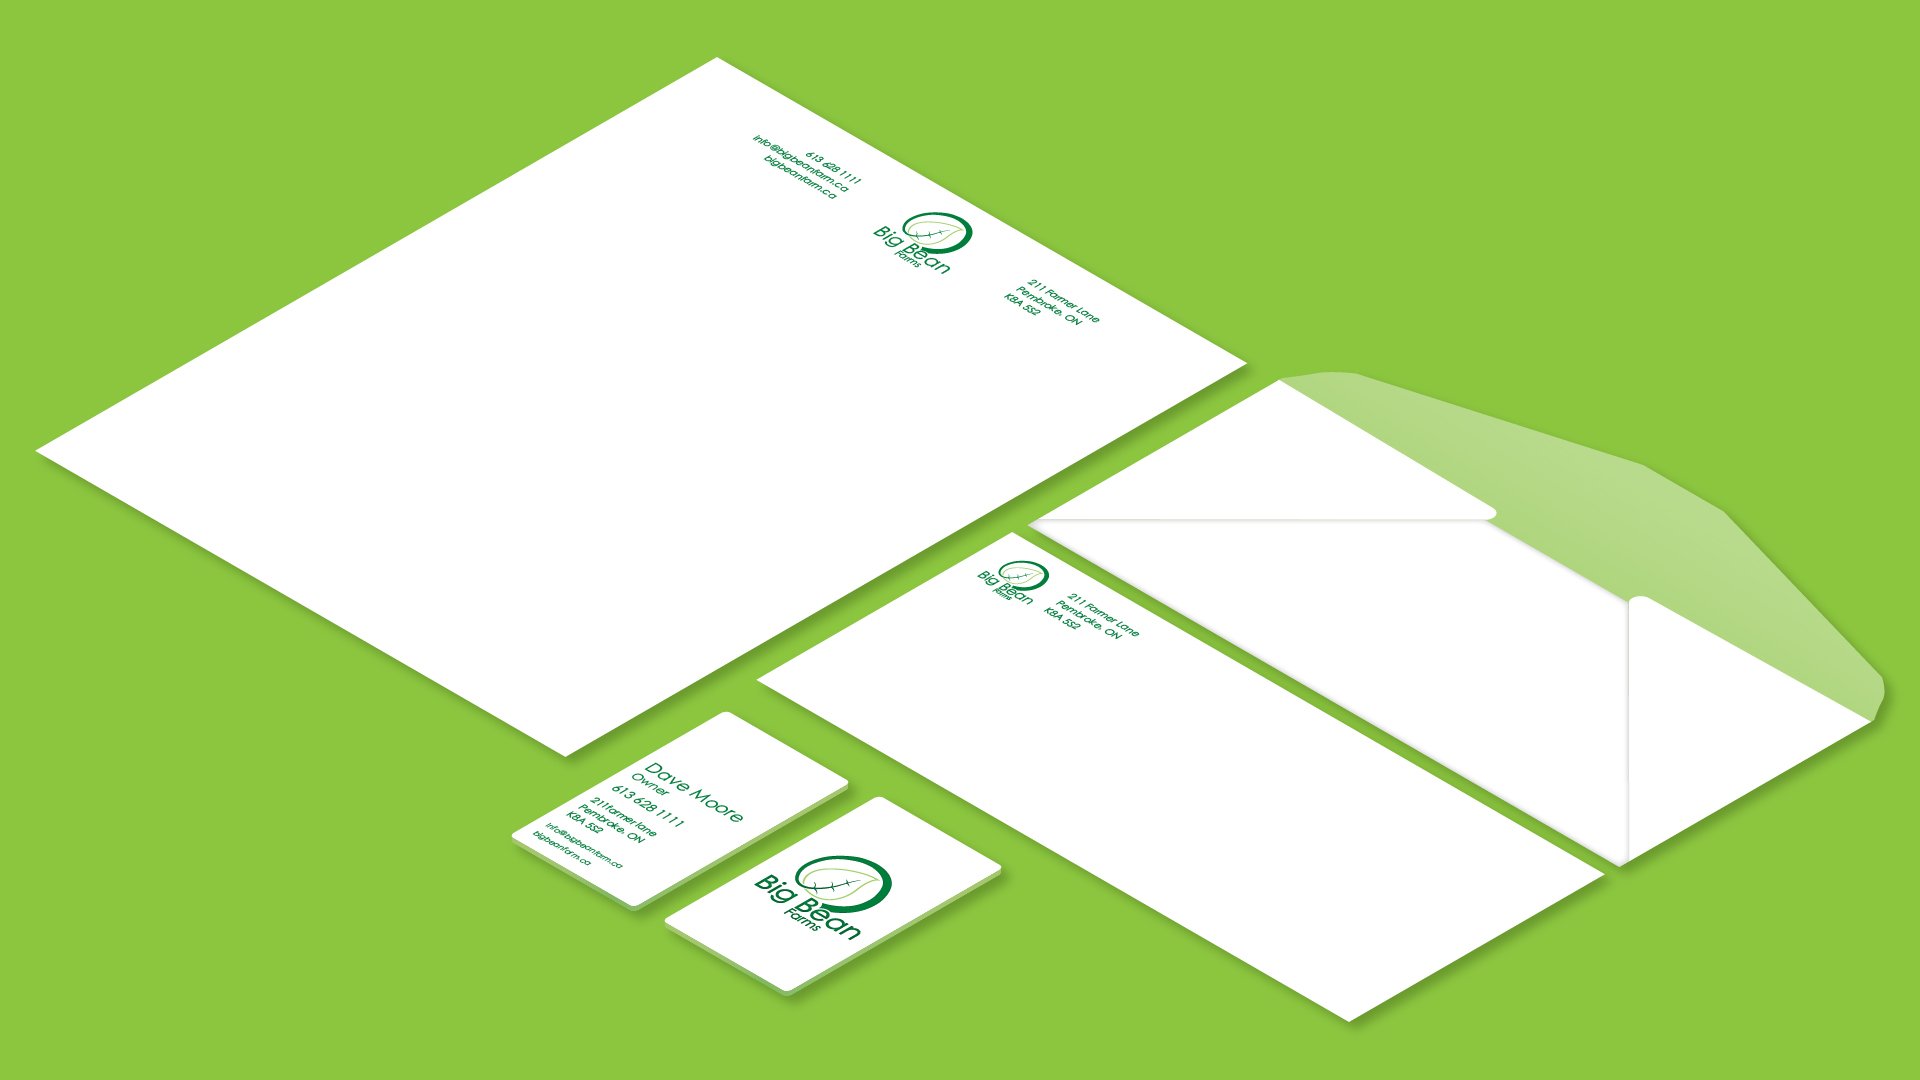 613 628 1111
info@bigbeanfarm.ca
bigbeanfarm.ca
Big Bean
Farms
211 Farmer Lane
Pembroke, ON
K8A 5S2
Big Bean
Farms
211 Farmer Lane
Pembroke, ON
K8A 5S2
Dave Moore
Owner
613 628 1111
211farmerlane
Pembroke, ON
K8A 5S2
info@bigbeanfarm.ca
bigbeanfarm.ca
Big Bean
Farms